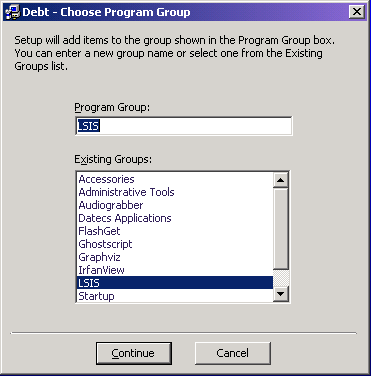 Debt - Choose Program Group
Setup will add items to the group shown in the Program Group box.
You can enter a new group name or select one from the Existing
Groups list.
Program Group:
LSIS
Existing Groups:
Accessories
Administrative Tools
Audiograbber
Datecs Applications
FlashGet
Ghostscript
Graphviz
IrfanView
LSIS
Startup
Continue Cancel